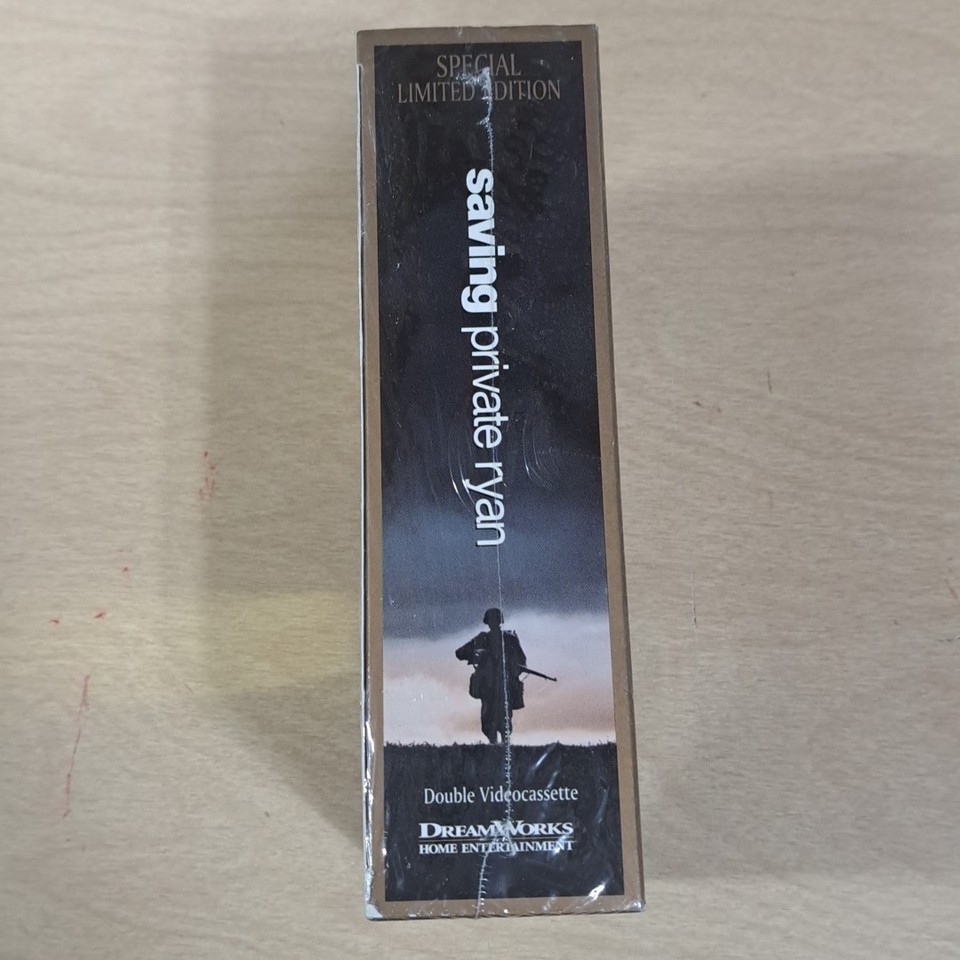 SPECIAL
LIMITED EDITION
saving private ryan
Double Videocassette
DREAMWORKS
HOME ENTERTAINMENT